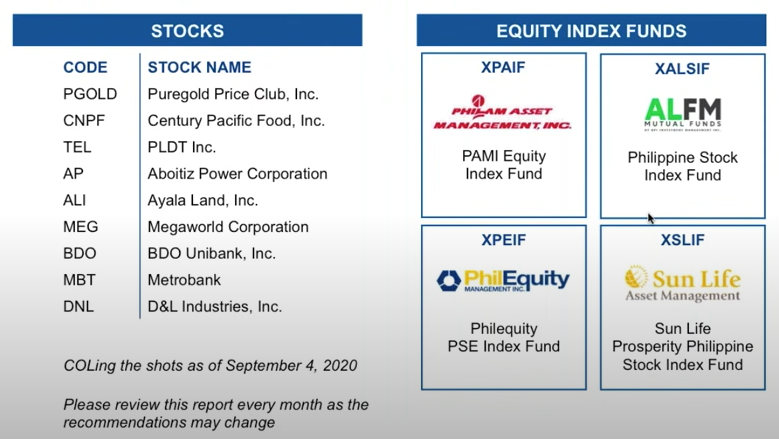 STOCKS
CODE STOCK NAME
PGOLD Puregold Price Club, Inc.
CNPF Century Pacific Food, Inc.
TEL PLDT Inc.
AP Aboitiz Power Corporation
ALI Ayala Land, Inc.
MEG Megaworld Corporation
BDO BDO Unibank, Inc.
MBT Metrobank
DNL D&L Industries, Inc.
COLing the shots as of September 4, 2020
Please review this report every month as the
recommendations may change
EQUITY INDEX FUNDS
XPAIF
PHILAM ASSET
MANAGEMENT, INC.
PAMI Equity
Index Fund
XALSIF
ALFM
MUTUAL FUNDS
BY BPI INVESTMENT MANAGEMENT INC.
Philippine Stock
Index Fund
XPEIF
PhilEquity
MANAGEMENT INC.
Philequity
PSE Index Fund
XSLIF
Sun Life
Asset Management
Sun Life
Prosperity Philippine
Stock Index Fund